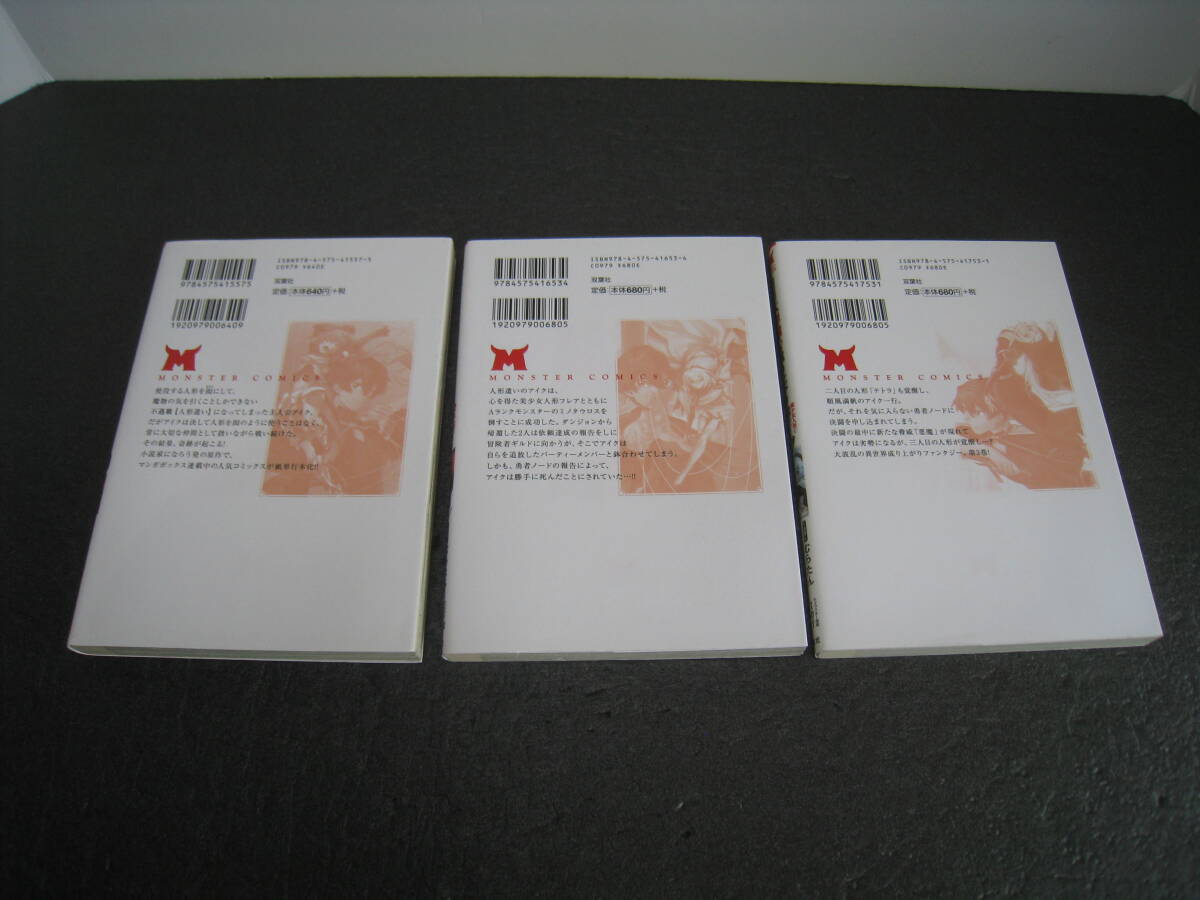 ISBN978-4-575-41557-5
C0979 ¥640E
9784575415575
双葉社
定価:本体640円+税
1920979006409
M
MONSTER COMICS
使役する人形を囮にして、
魔物の気を引くことしかできない
不遇職【人形遣い】になってしまった主人公アイク。
だがアイクは決して人形を囮のように使うことはなく、
常に大切な仲間として扱いながら戦い続けた。
その結果、奇跡が起こる!
小説家になろう発の原作で、
マンガボックス連載中の人気コミックスが単行本化!!
ISBN978-4-575-41653-4
C0979 ¥680E
9784575416534
双葉社
定価:本体680円+税
1920979006805
M
MONSTER COMICS
人形遣いのアイクは、
心を得た美少女人形フレアとともに
Aランクモンスターのミノタウロスを
倒すことに成功した。ダンジョンから
帰還した2人は依頼達成の報告をしに
冒険者ギルドに向かうが、そこでアイクは
自らを追放したパーティーメンバーと鉢合わせてしまう。
しかも、勇者ノードの報告によって、
アイクは勝手に死んだことにされていた…!!
ISBN978-4-575-41753-1
C0979 ¥680E
9784575417531
双葉社
定価:本体680円+税
1920979006805
M
MONSTER COMICS
二人目の人形『テトラ』も覚醒し、
順風満帆のアイク一行。
だが、それを気に入らない勇者ノードに
決闘を申し込まれてしまう。
決闘の最中に新たな脅威『悪魔』が現れて
アイクは劣勢になるが、三人目の人形が覚醒し…?
大波乱の異世界成り上がりファンタジー、第3巻!